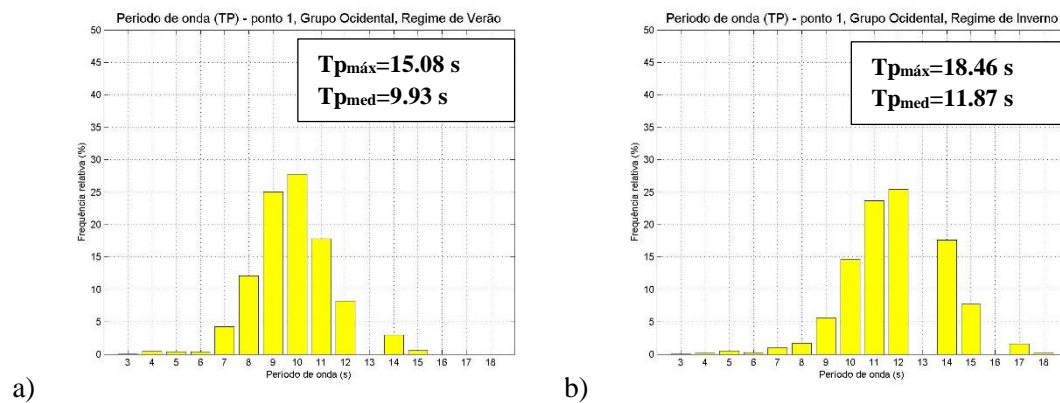 Periodo de onda (TP) - ponto 1, Grupo Ocidental, Regime de Verão
Tpmáx=15.08 s
Tpmed=9.93 s
50
45
40
35
30
25
20
15
10
5
0
Frequência relativa (%)
3 4 5 6 7 8 9 10 11 12 13 14 15 16 17 18
Periodo de onda (s)
a)
Periodo de onda (TP) - ponto 1, Grupo Ocidental, Regime de Inverno
Tpmáx=18.46 s
Tpmed=11.87 s
50
45
40
35
30
25
20
15
10
5
0
Frequência relativa (%)
3 4 5 6 7 8 9 10 11 12 13 14 15 16 17 18
Periodo de onda (s)
b)